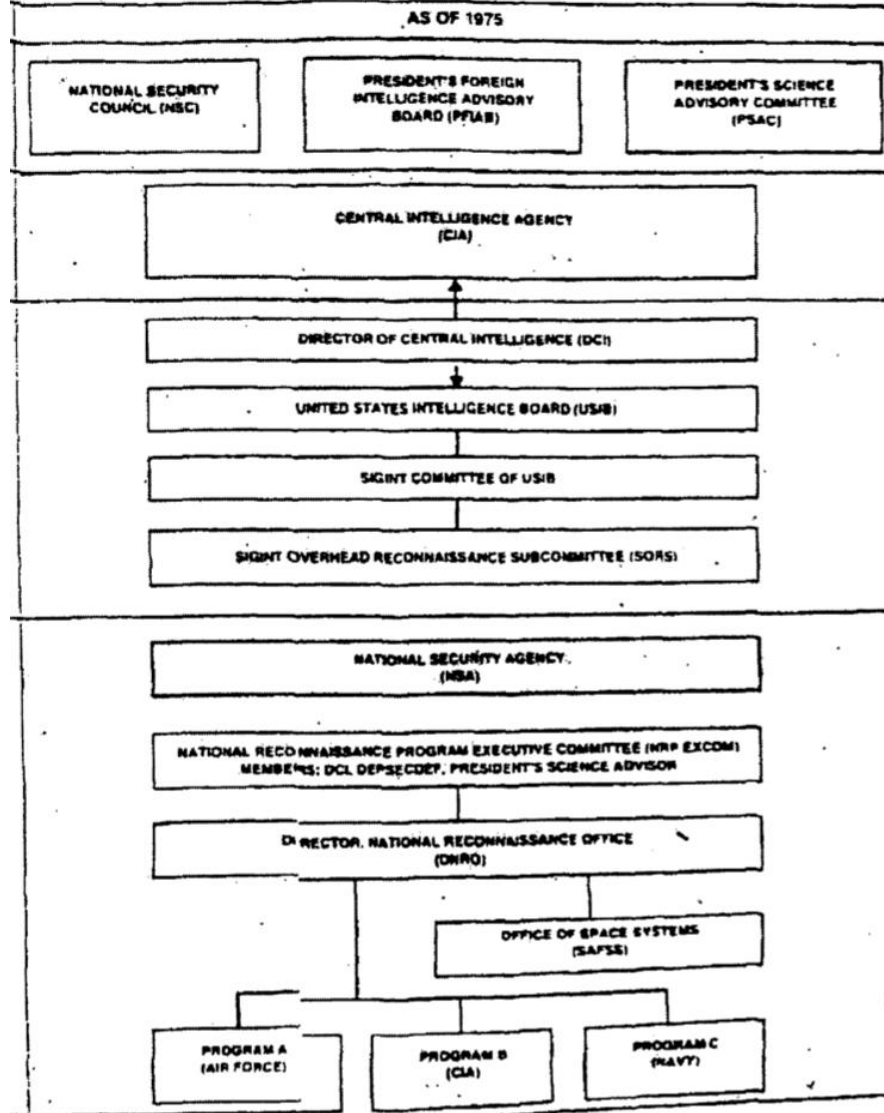 AS OF 1975
NATIONAL SECURITY
COUNCIL (NSC)
PRESIDENT'S FOREIGN
INTELLIGENCE ADVISORY
BOARD (PFIAB)
PRESIDENT'S SCIENCE
ADVISORY COMMITTEE
(PSAC)
CENTRAL INTELLIGENCE AGENCY
(CIA)
DIRECTOR OF CENTRAL INTELLIGENCE (DCI)
UNITED STATES INTELLIGENCE BOARD (USIB)
SIGINT COMMITTEE OF USIB
SIGINT OVERHEAD RECONNAISSANCE SUBCOMMITTEE (SORS)
NATIONAL SECURITY AGENCY
(NSA)
NATIONAL RECONNAISSANCE PROGRAM EXECUTIVE COMMITTEE (NRP EXCOM)
MEMBERS: DCI, DEPSECDEF, PRESIDENT'S SCIENCE ADVISOR
DIRECTOR, NATIONAL RECONNAISSANCE OFFICE
(DNRO)
OFFICE OF SPACE SYSTEMS
(SAFSS)
PROGRAM A
(AIR FORCE)
PROGRAM B
(CIA)
PROGRAM C
(NAVY)